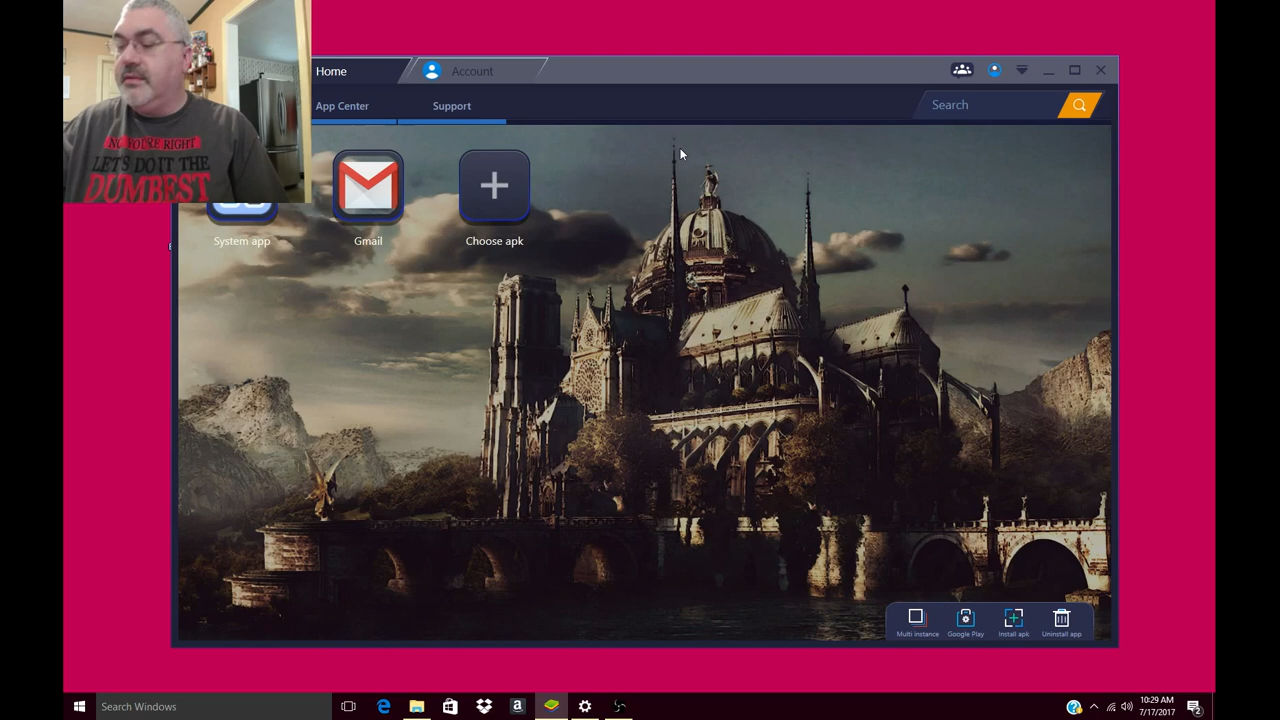 NO YOU'RE RIGHT
LET'S DO IT THE
DUMBEST
Home
Account
App Center
Support
Search
System app
Gmail
Choose apk
Multi instance
Google Play
Install apk
Uninstall app
Search Windows
10:29 AM
7/17/2017
2